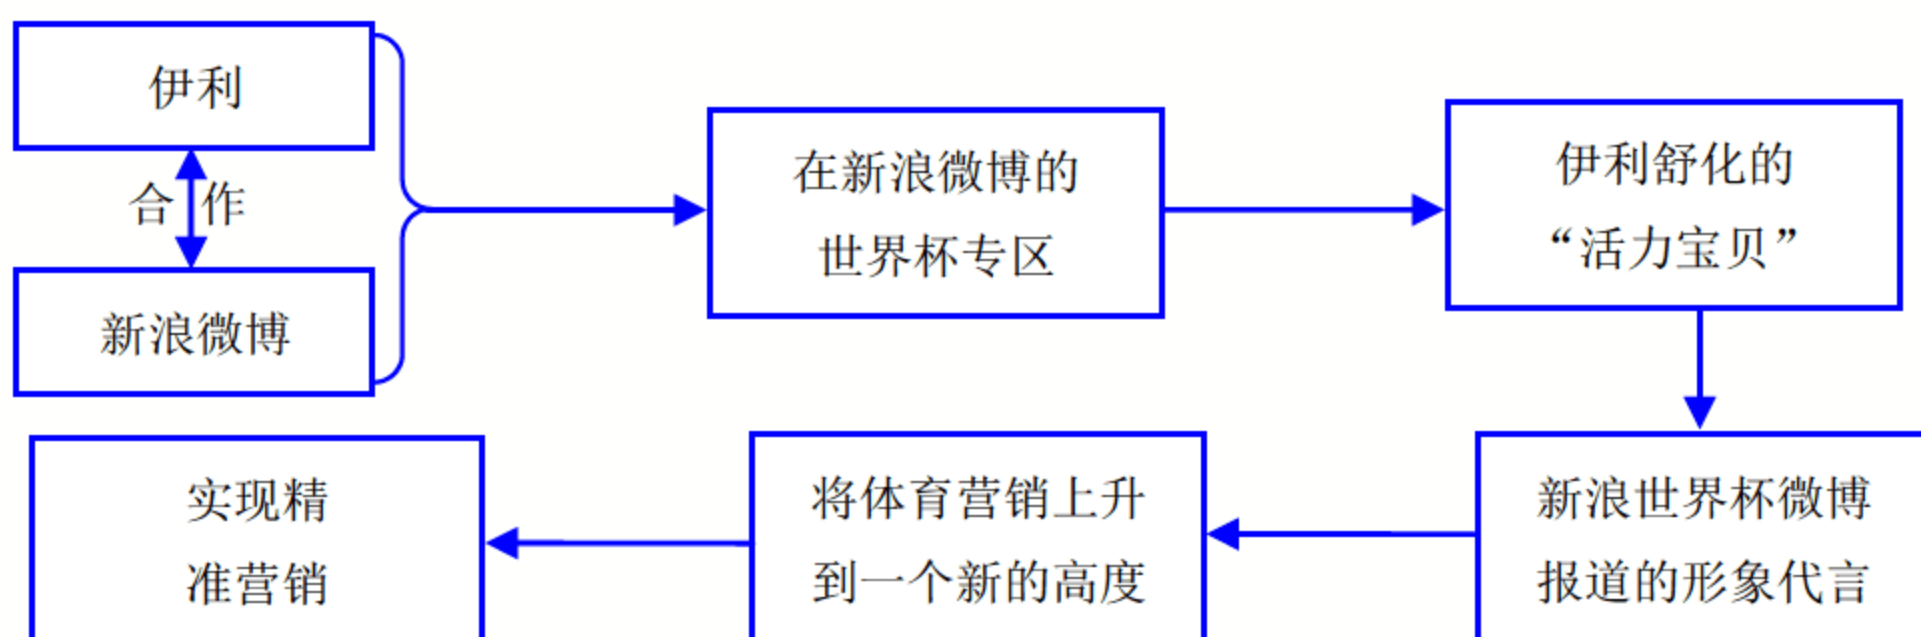 伊利
合作
新浪微博
在新浪微博的
世界杯专区
伊利舒化的
“活力宝贝”
新浪世界杯微博
报道的形象代言
将体育营销上升
到一个新的高度
实现精
准营销